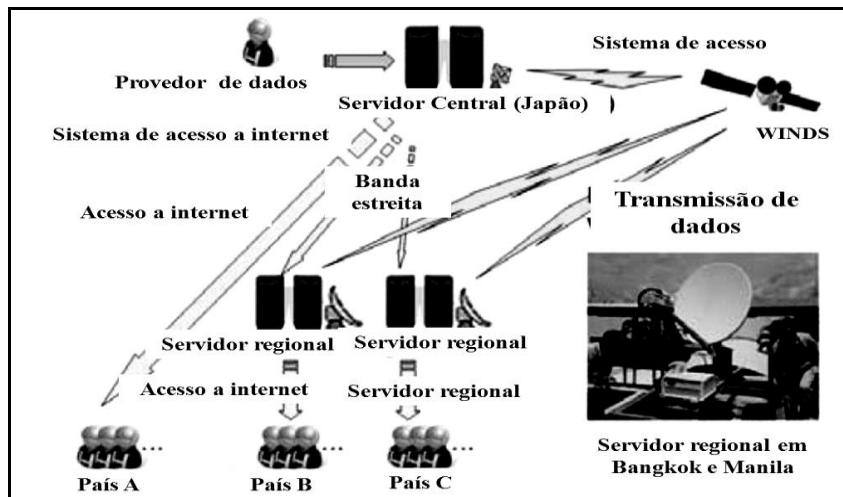 Provedor de dados
Servidor Central (Japão)
Sistema de acesso
WINDS
Sistema de acesso a internet
Banda
estreita
Acesso a internet
Transmissão de
dados
Servidor regional
Servidor regional
Acesso a internet
Servidor regional
País A
País B
País C
Servidor regional em
Bangkok e Manila